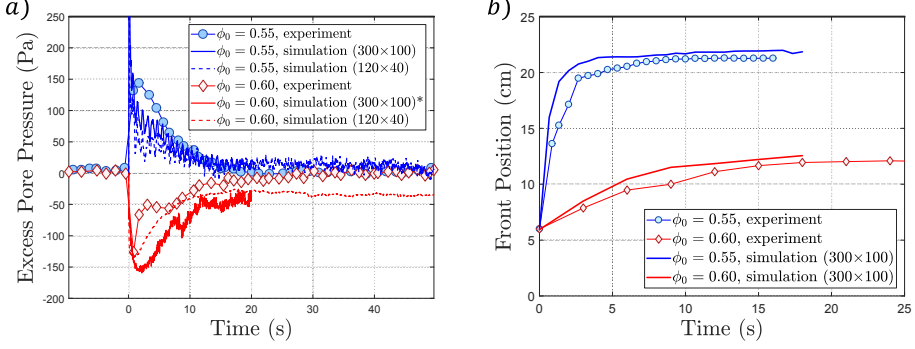 a)
Excess Pore Pressure (Pa)
250
200
150
100
50
0
-50
-100
-150
-200
0
10
20
30
40
Time (s)
ϕ₀ = 0.55, experiment
ϕ₀ = 0.55, simulation (300×100)
ϕ₀ = 0.55, simulation (120×40)
ϕ₀ = 0.60, experiment
ϕ₀ = 0.60, simulation (300×100)*
ϕ₀ = 0.60, simulation (120×40)
b)
Front Position (cm)
25
20
15
10
5
0
0
5
10
15
20
25
Time (s)
ϕ₀ = 0.55, experiment
ϕ₀ = 0.60, experiment
ϕ₀ = 0.55, simulation (300×100)
ϕ₀ = 0.60, simulation (300×100)